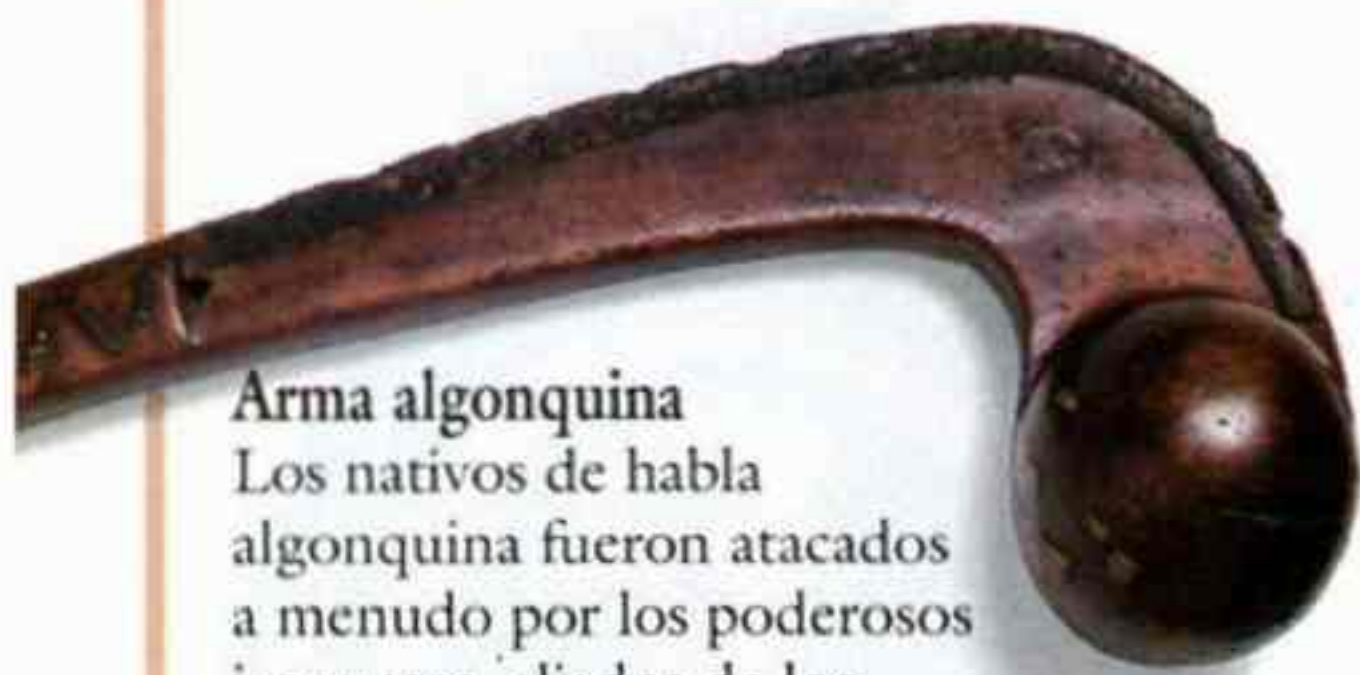 Arma algonquina
Los nativos de habla
algonquina fueron atacados
a menudo por los poderosos